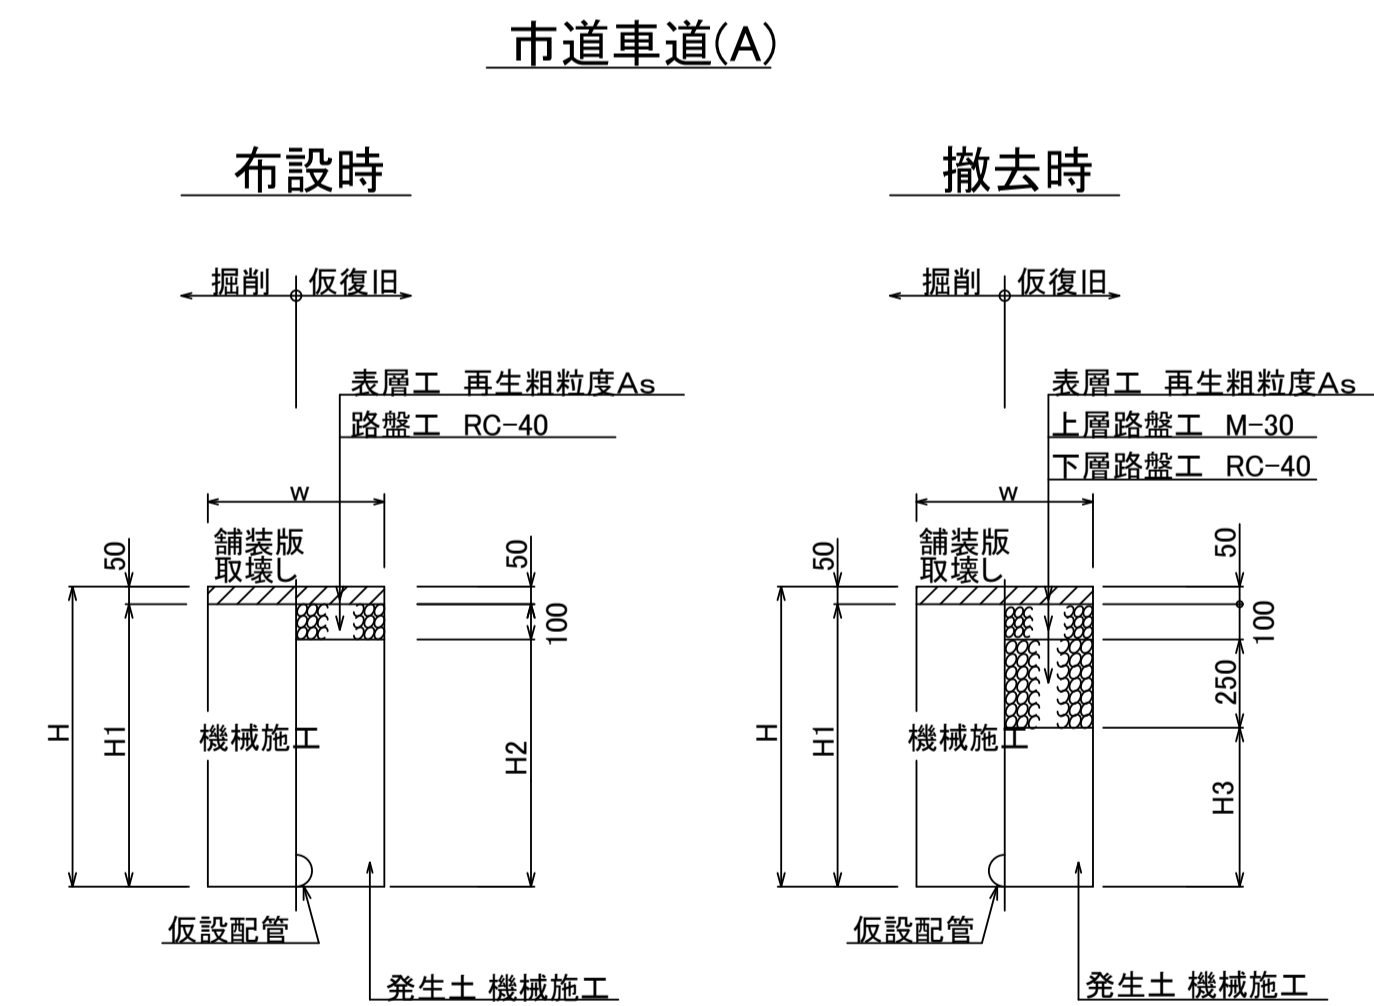 市道車道(A)
布設時
掘削 仮復旧
表層工 再生粗粒度As
路盤工 RC-40
w
舗装版
取壊し
50
50
100
H
H1
機械施工
H2
仮設配管
発生土 機械施工
撤去時
掘削 仮復旧
表層工 再生粗粒度As
上層路盤工 M-30
下層路盤工 RC-40
w
舗装版
取壊し
50
50
100
250
H
H1
機械施工
H3
仮設配管
発生土 機械施工